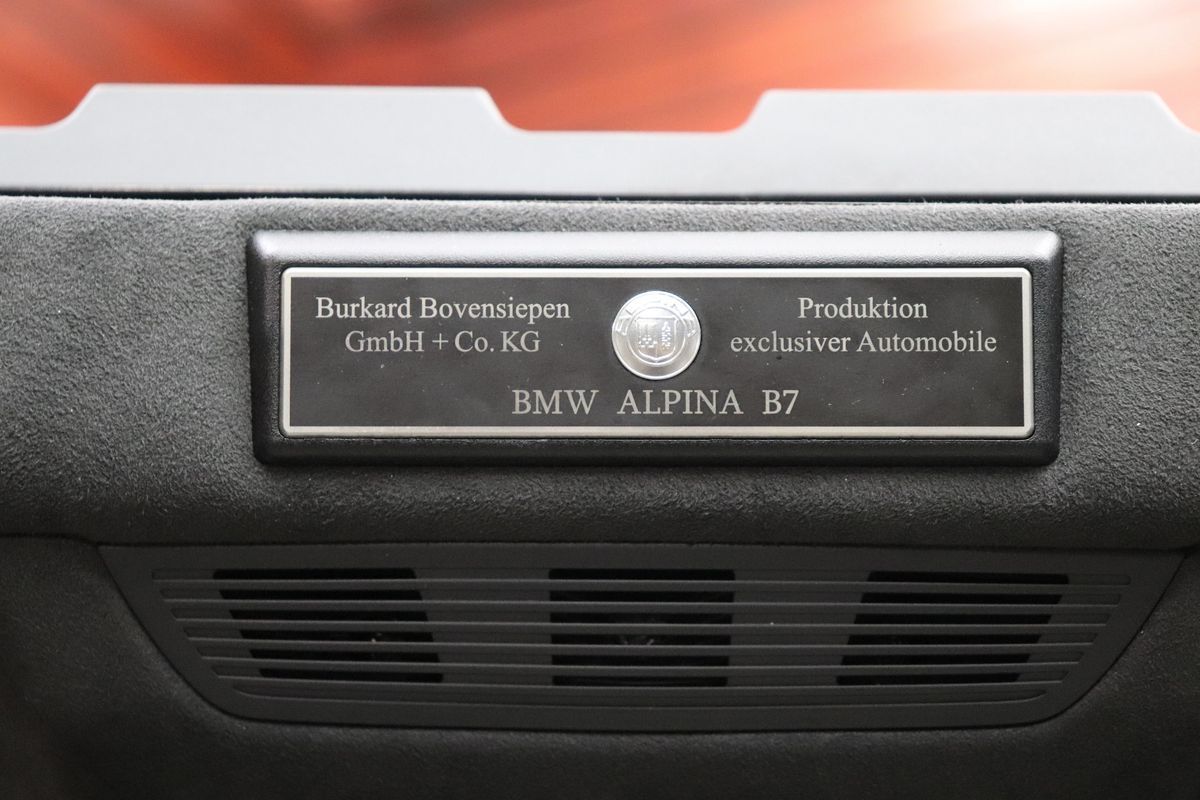 Burkard Bovensiepen
GmbH + Co. KG
Produktion
exclusiver Automobile
BMW ALPINA B7